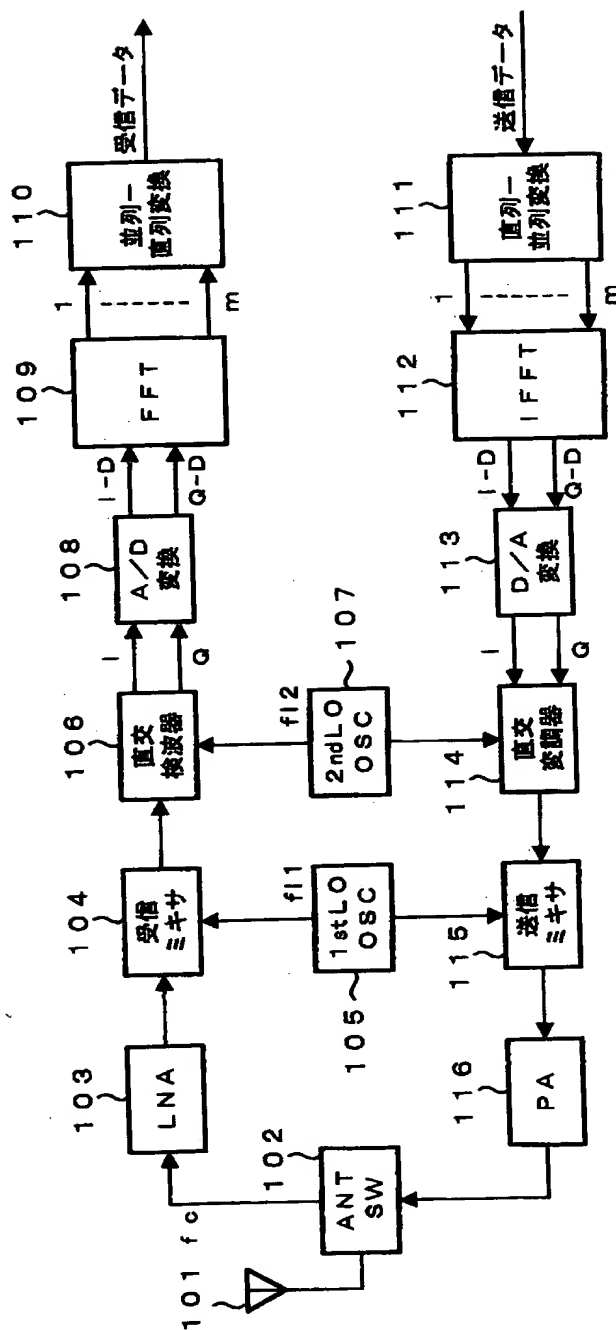 101
fc
102
ANT
SW
103
LNA
104
受信
ミキサ
fl1
105
1stLO
OSC
106
直交
検波器
fl2
107
2ndLO
OSC
I
Q
108
A/D
変換
I-D
Q-D
109
FFT
1
m
110
並列ー
直列変換
受信データ
送信データ
111
直列ー
並列変換
1
m
112
IFFT
I-D
Q-D
113
D/A
変換
I
Q
114
直交
変調器
115
送信
ミキサ
116
PA